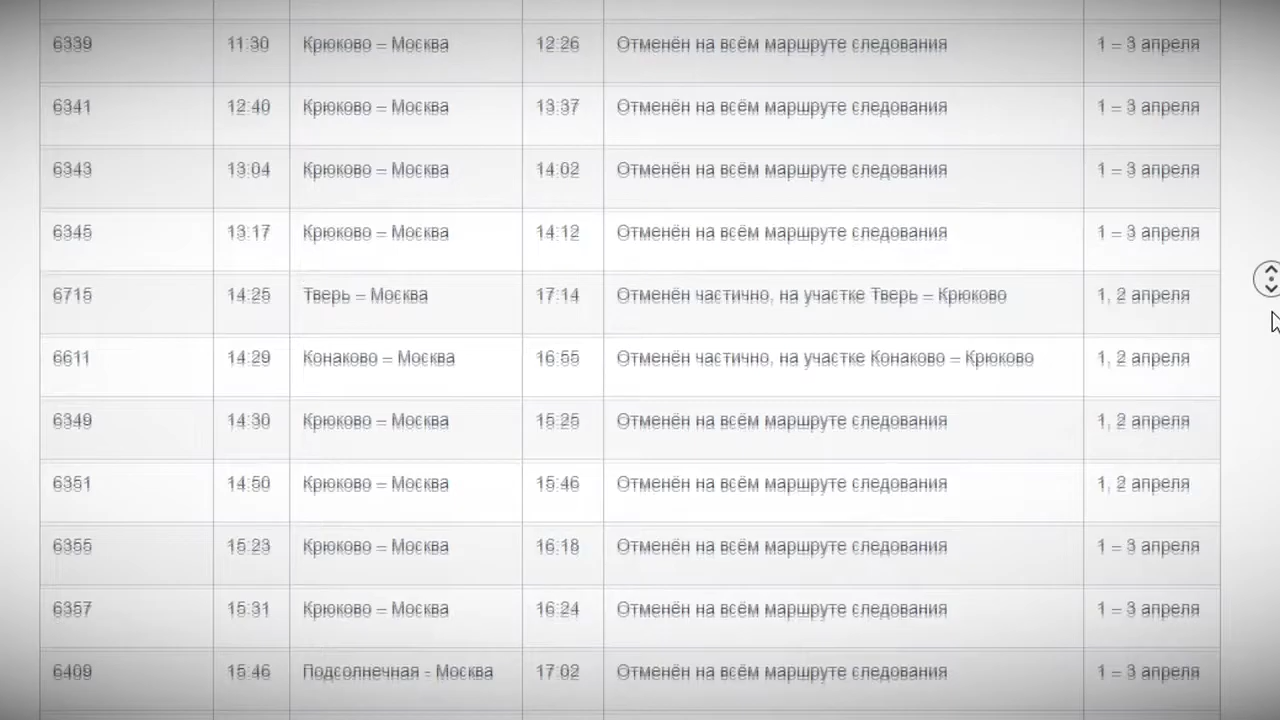 6339 11:30 Крюково – Москва 12:26 Отменён на всём маршруте следования 1 – 3 апреля
6341 12:40 Крюково – Москва 13:37 Отменён на всём маршруте следования 1 – 3 апреля
6343 13:04 Крюково – Москва 14:02 Отменён на всём маршруте следования 1 – 3 апреля
6345 13:17 Крюково – Москва 14:12 Отменён на всём маршруте следования 1 – 3 апреля
6715 14:25 Тверь – Москва 17:14 Отменён частично, на участке Тверь – Крюково 1, 2 апреля
6611 14:29 Конаково – Москва 16:55 Отменён частично, на участке Конаково – Крюково 1, 2 апреля
6349 14:30 Крюково – Москва 15:25 Отменён на всём маршруте следования 1, 2 апреля
6351 14:50 Крюково – Москва 15:46 Отменён на всём маршруте следования 1, 2 апреля
6355 15:23 Крюково – Москва 16:18 Отменён на всём маршруте следования 1 – 3 апреля
6357 15:31 Крюково – Москва 16:24 Отменён на всём маршруте следования 1 – 3 апреля
6409 15:46 Подсолнечная - Москва 17:02 Отменён на всём маршруте следования 1 – 3 апреля